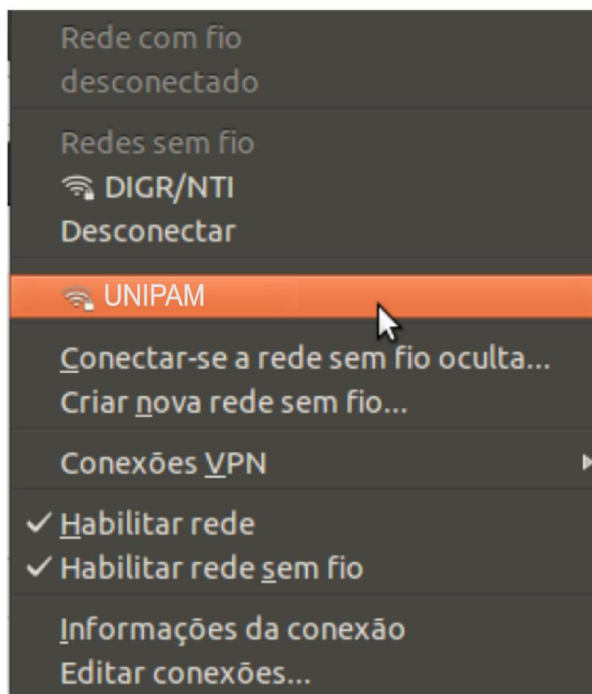 Rede com fio
desconectado
Redes sem fio
DIGR/NTI
Desconectar
UNIPAM
Conectar-se a rede sem fio oculta...
Criar nova rede sem fio...
Conexões VPN
Habilitar rede
Habilitar rede sem fio
Informações da conexão
Editar conexões...